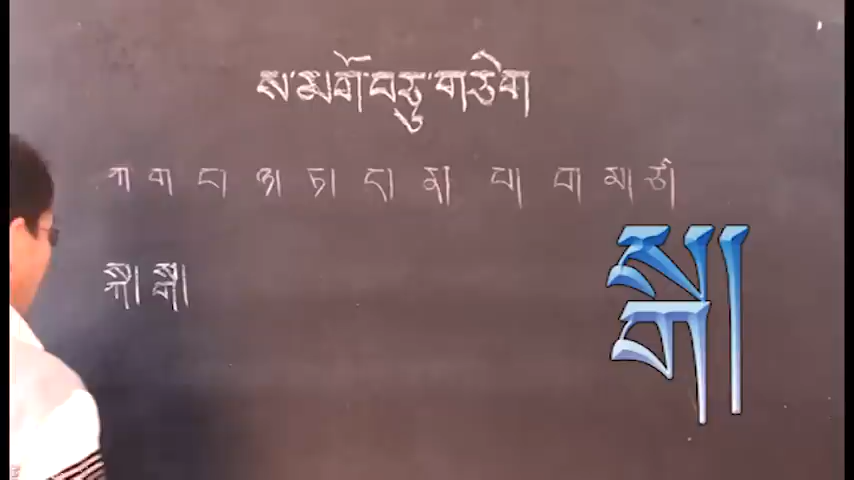 ས་མགོ་བཅུ་གཅིག
ཀ ག ང། ཉ། ཏ། ད། ན། པ། བ། མ། ཙ།
སྐ། སྒ།
སྒ།